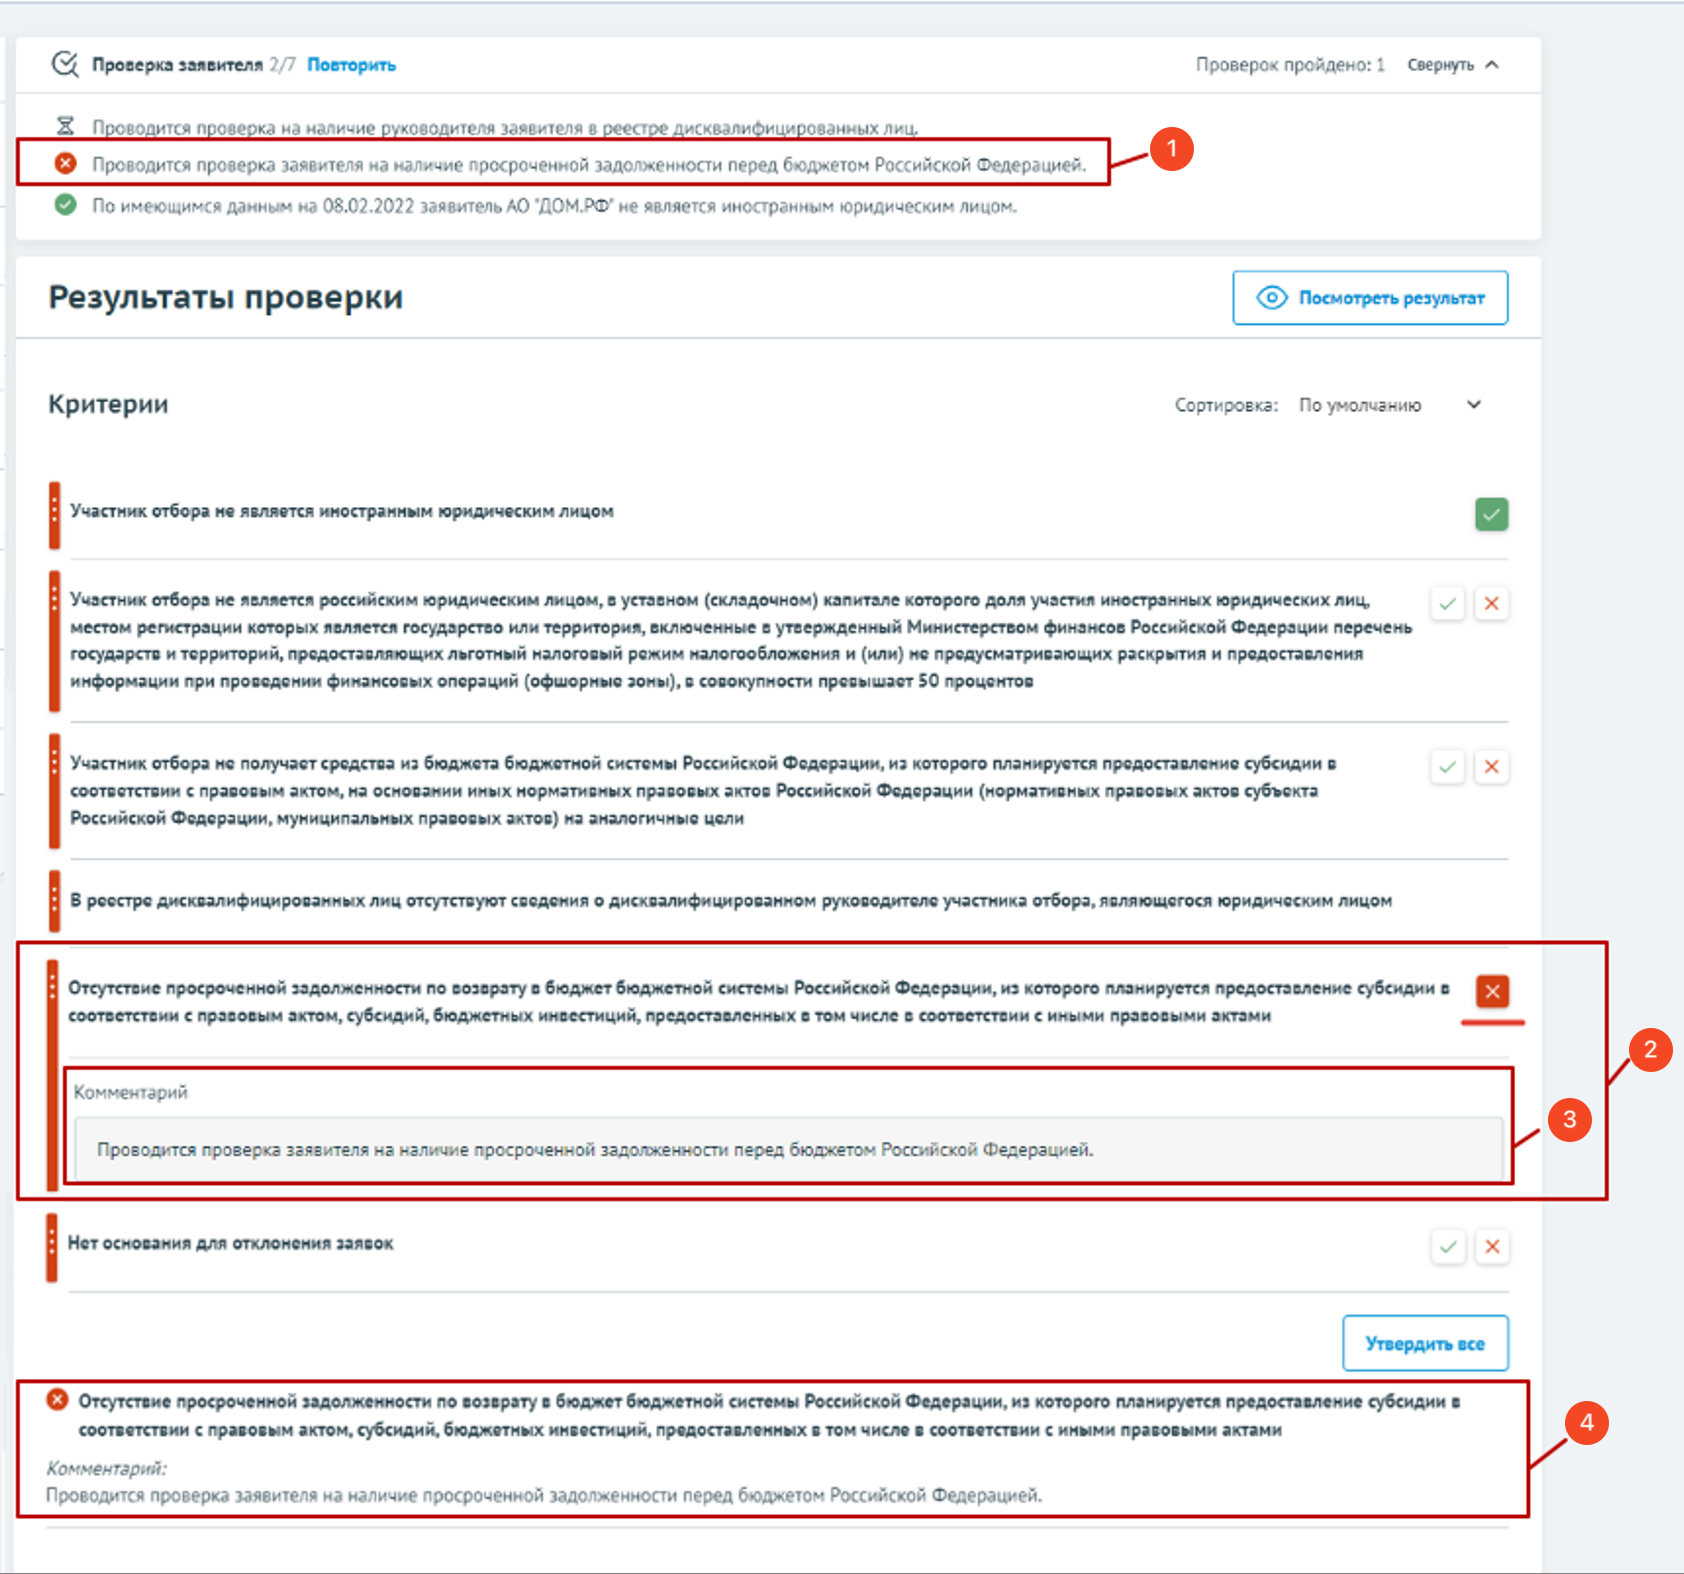 Проверка заявителя 2/7 Повторить Проверок пройдено: 1 Свернуть
Проводится проверка на наличие руководителя заявителя в реестре дисквалифицированных лиц.
Проводится проверка заявителя на наличие просроченной задолженности перед бюджетом Российской Федерацией.
1
По имеющимся данным на 08.02.2022 заявитель АО "ДОМ.РФ" не является иностранным юридическим лицом.
Результаты проверки Посмотреть результат
Критерии Сортировка: По умолчанию
Участник отбора не является иностранным юридическим лицом
Участник отбора не является российским юридическим лицом, в уставном (складочном) капитале которого доля участия иностранных юридических лиц,
местом регистрации которых является государство или территория, включенные в утвержденный Министерством финансов Российской Федерации перечень
государств и территорий, предоставляющих льготный налоговый режим налогообложения и (или) не предусматривающих раскрытия и предоставления
информации при проведении финансовых операций (офшорные зоны), в совокупности превышает 50 процентов
Участник отбора не получает средства из бюджета бюджетной системы Российской Федерации, из которого планируется предоставление субсидии в
соответствии с правовым актом, на основании иных нормативных правовых актов Российской Федерации (нормативных правовых актов субъекта
Российской Федерации, муниципальных правовых актов) на аналогичные цели
В реестре дисквалифицированных лиц отсутствуют сведения о дисквалифицированном руководителе участника отбора, являющегося юридическим лицом
Отсутствие просроченной задолженности по возврату в бюджет бюджетной системы Российской Федерации, из которого планируется предоставление субсидии в
соответствии с правовым актом, субсидий, бюджетных инвестиций, предоставленных в том числе в соответствии с иными правовыми актами
2
Комментарий
3
Проводится проверка заявителя на наличие просроченной задолженности перед бюджетом Российской Федерацией.
Нет основания для отклонения заявок
Утвердить все
Отсутствие просроченной задолженности по возврату в бюджет бюджетной системы Российской Федерации, из которого планируется предоставление субсидии в
соответствии с правовым актом, субсидий, бюджетных инвестиций, предоставленных в том числе в соответствии с иными правовыми актами
4
Комментарий:
Проводится проверка заявителя на наличие просроченной задолженности перед бюджетом Российской Федерацией.